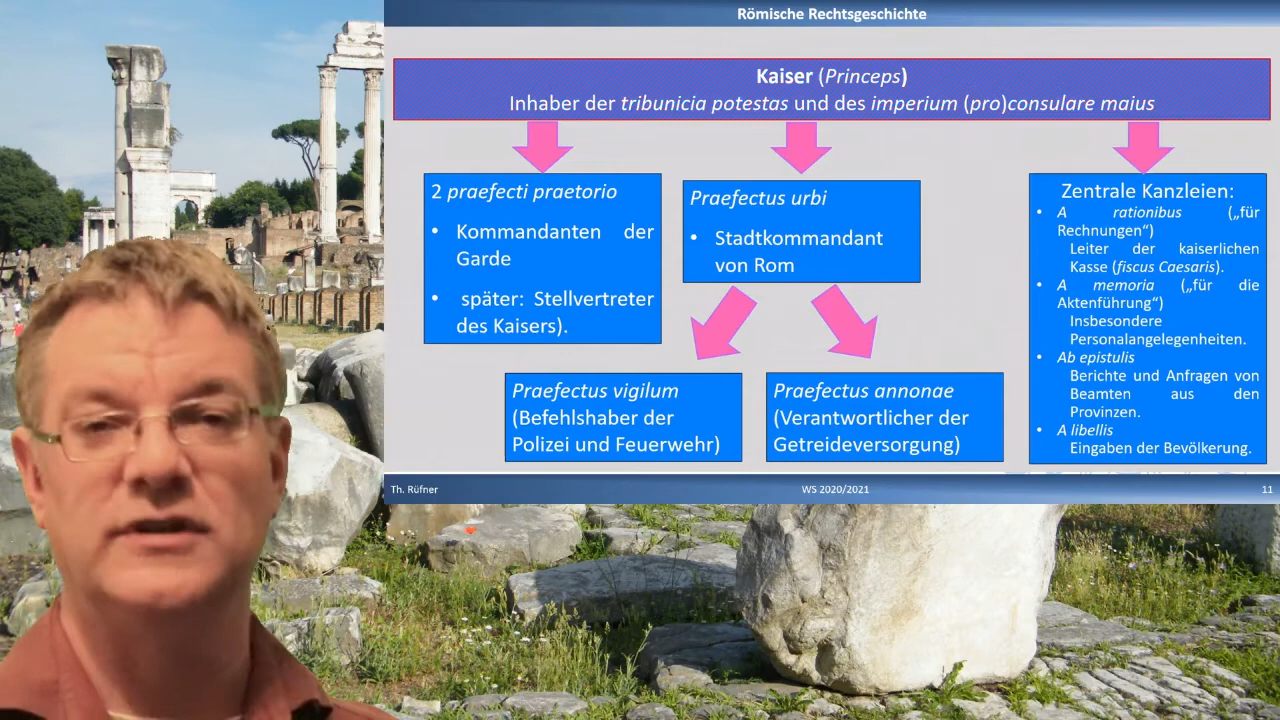 Römische Rechtsgeschichte
Kaiser (Princeps)
Inhaber der tribunicia potestas und des imperium (pro)consulare maius
2 praefecti praetorio
• Kommandanten der
Garde
• später: Stellvertreter
des Kaisers).
Praefectus urbi
• Stadtkommandant
von Rom
Praefectus vigilum
(Befehlshaber der
Polizei und Feuerwehr)
Praefectus annonae
(Verantwortlicher der
Getreideversorgung)
Zentrale Kanzleien:
• A rationibus („für
Rechnungen“)
Leiter der kaiserlichen
Kasse (fiscus Caesaris).
• A memoria („für die
Aktenführung“)
Insbesondere
Personalangelegenheiten.
• Ab epistulis
Berichte und Anfragen von
Beamten aus den
Provinzen.
• A libellis
Eingaben der Bevölkerung.
Th. Rüfner
WS 2020/2021
11